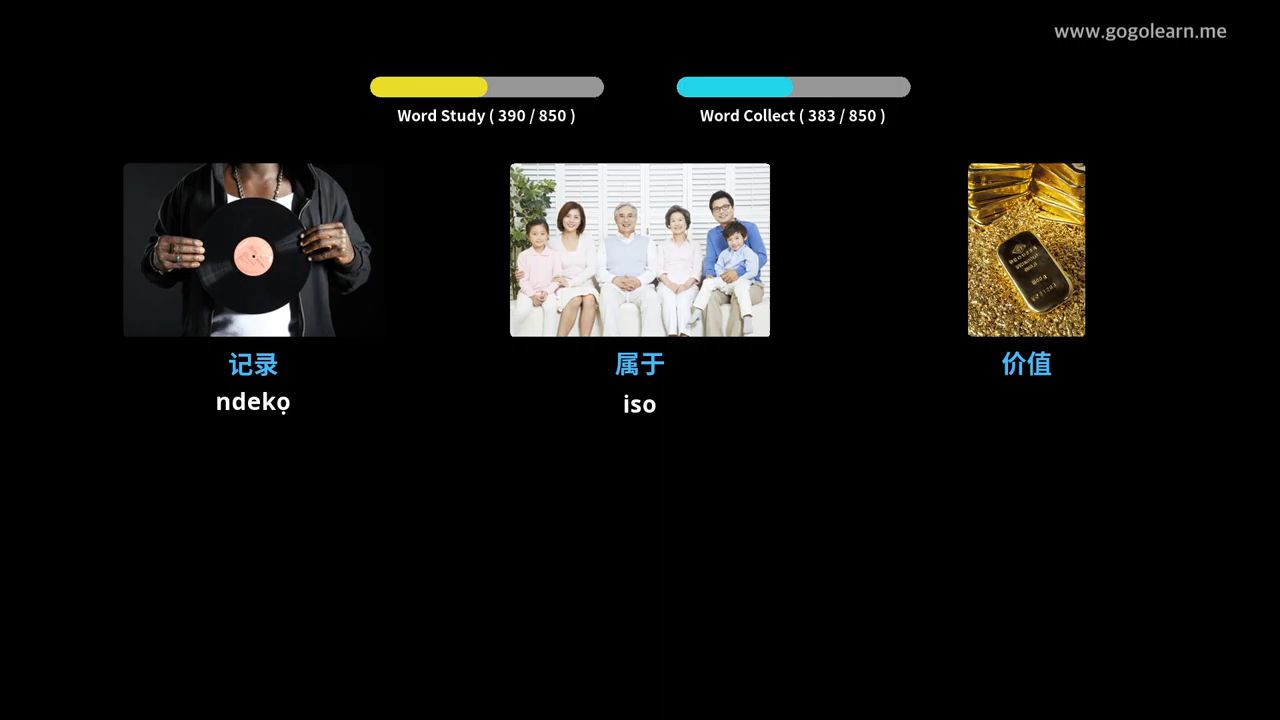 www.gogolearn.me
Word Study ( 390 / 850 )
Word Collect ( 383 / 850 )
记录
属于
价值
ndekọ
iso